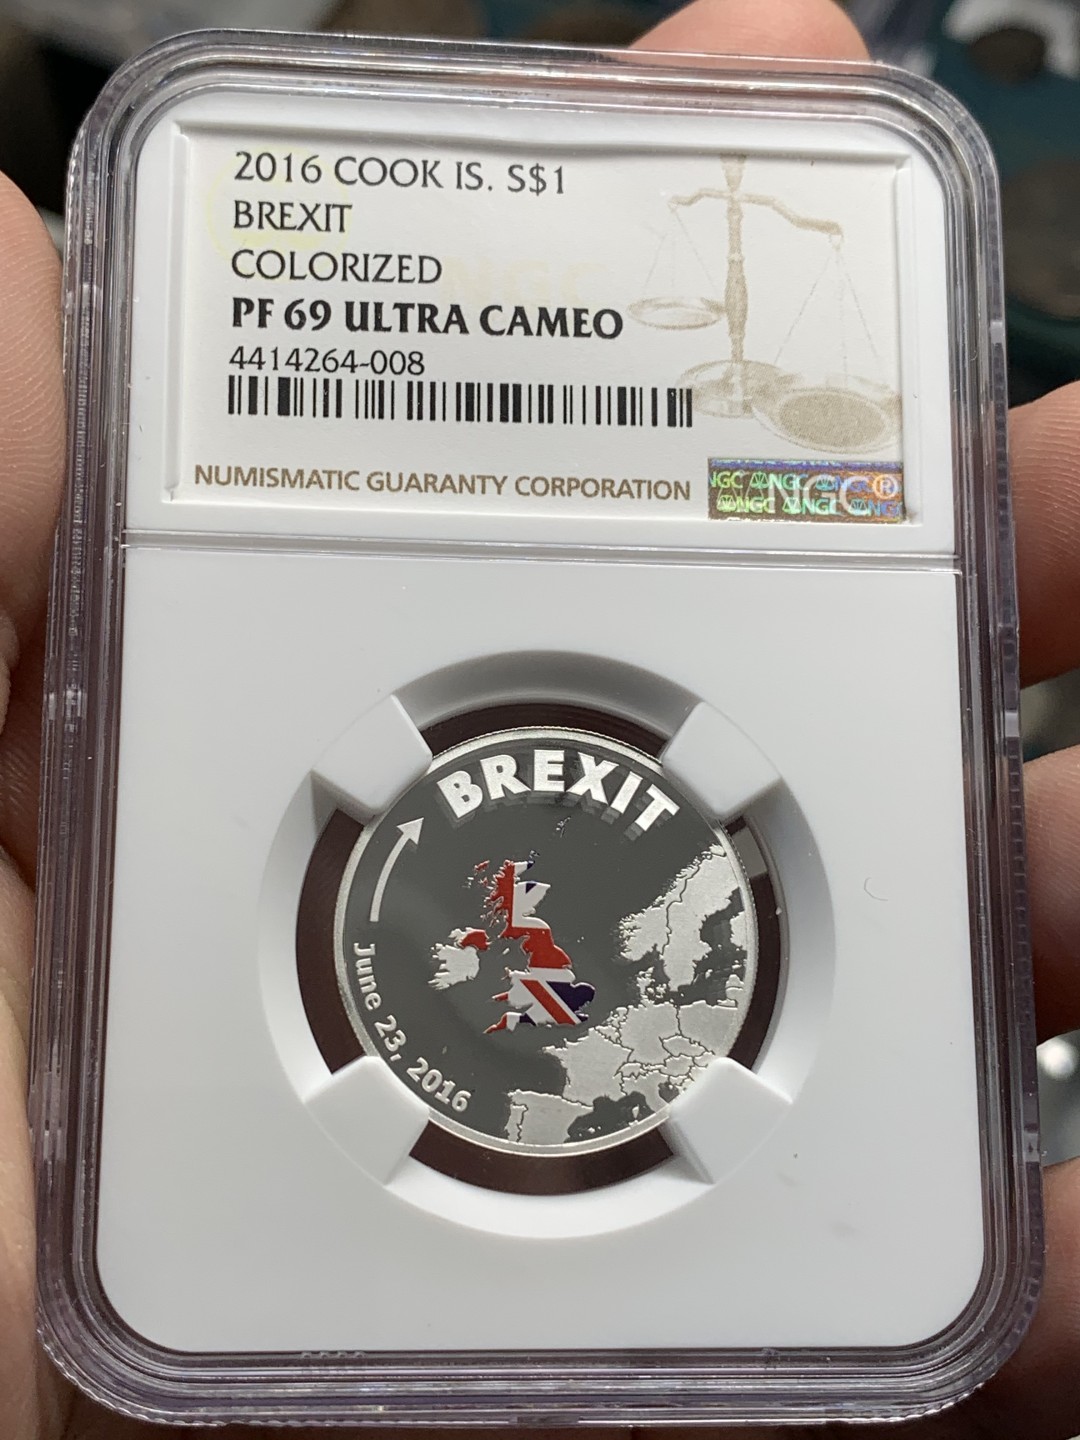 2016 COOK IS. S$1
BREXIT
COLORIZED
PF 69 ULTRA CAMEO
4414264-008
NUMISMATIC GUARANTY CORPORATION
NGC®
BREXIT
June 23, 2016